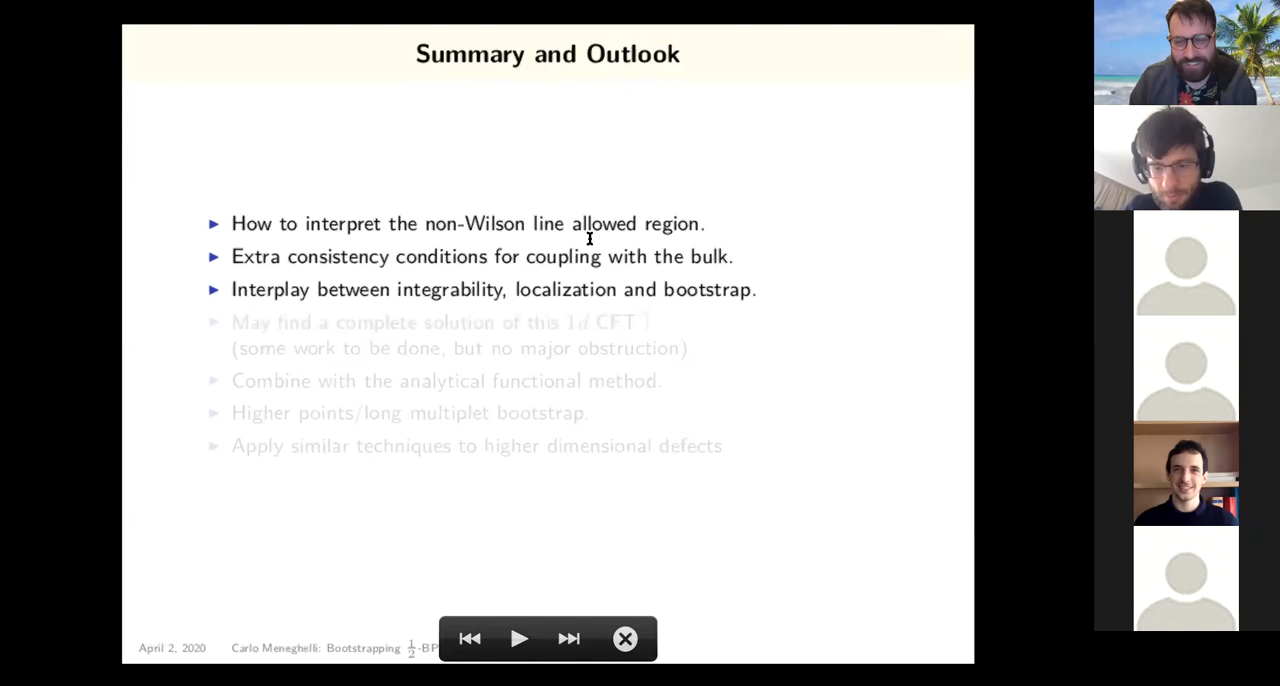 Summary and Outlook
▶ How to interpret the non-Wilson line allowed region.
▶ Extra consistency conditions for coupling with the bulk.
▶ Interplay between integrability, localization and bootstrap.
▶ May find a complete solution of this 1d CFT !
(some work to be done, but no major obstruction)
▶ Combine with the analytical functional method.
▶ Higher points/long multiplet bootstrap.
▶ Apply similar techniques to higher dimensional defects
April 2, 2020 Carlo Meneghelli: Bootstrapping ½-BP